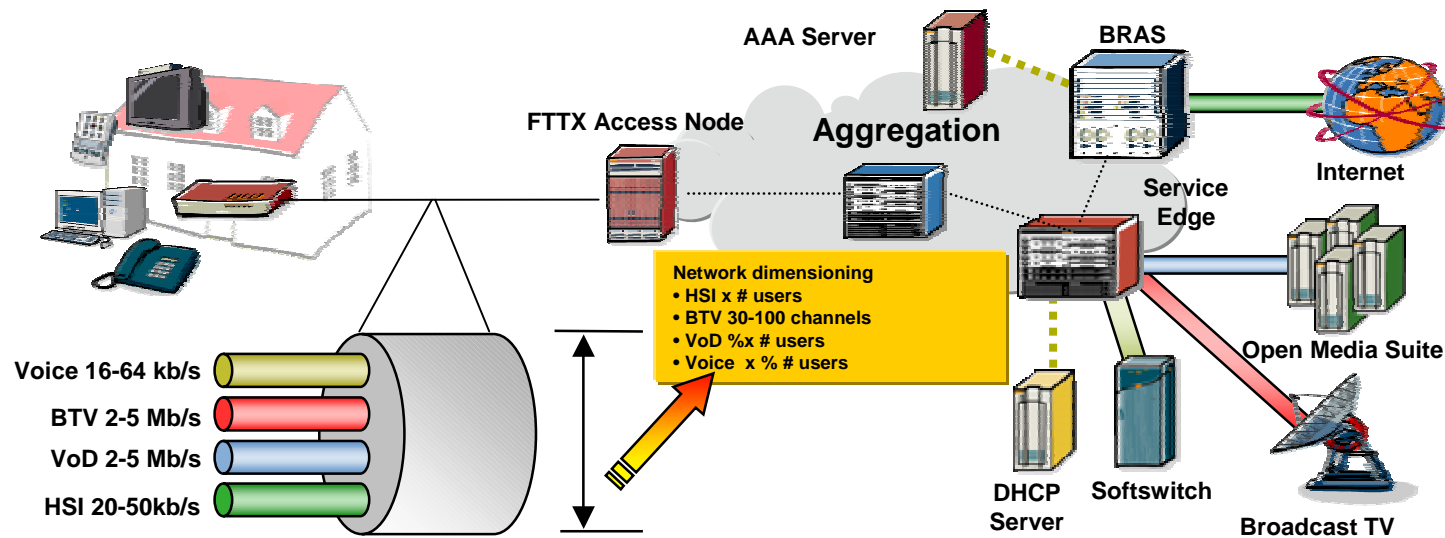 AAA Server
BRAS
FTTX Access Node
Aggregation
Internet
Service
Edge
Network dimensioning
• HSI x # users
• BTV 30-100 channels
• VoD %x # users
• Voice x % # users
Open Media Suite
Voice 16-64 kb/s
BTV 2-5 Mb/s
VoD 2-5 Mb/s
HSI 20-50kb/s
DHCP
Server
Softswitch
Broadcast TV